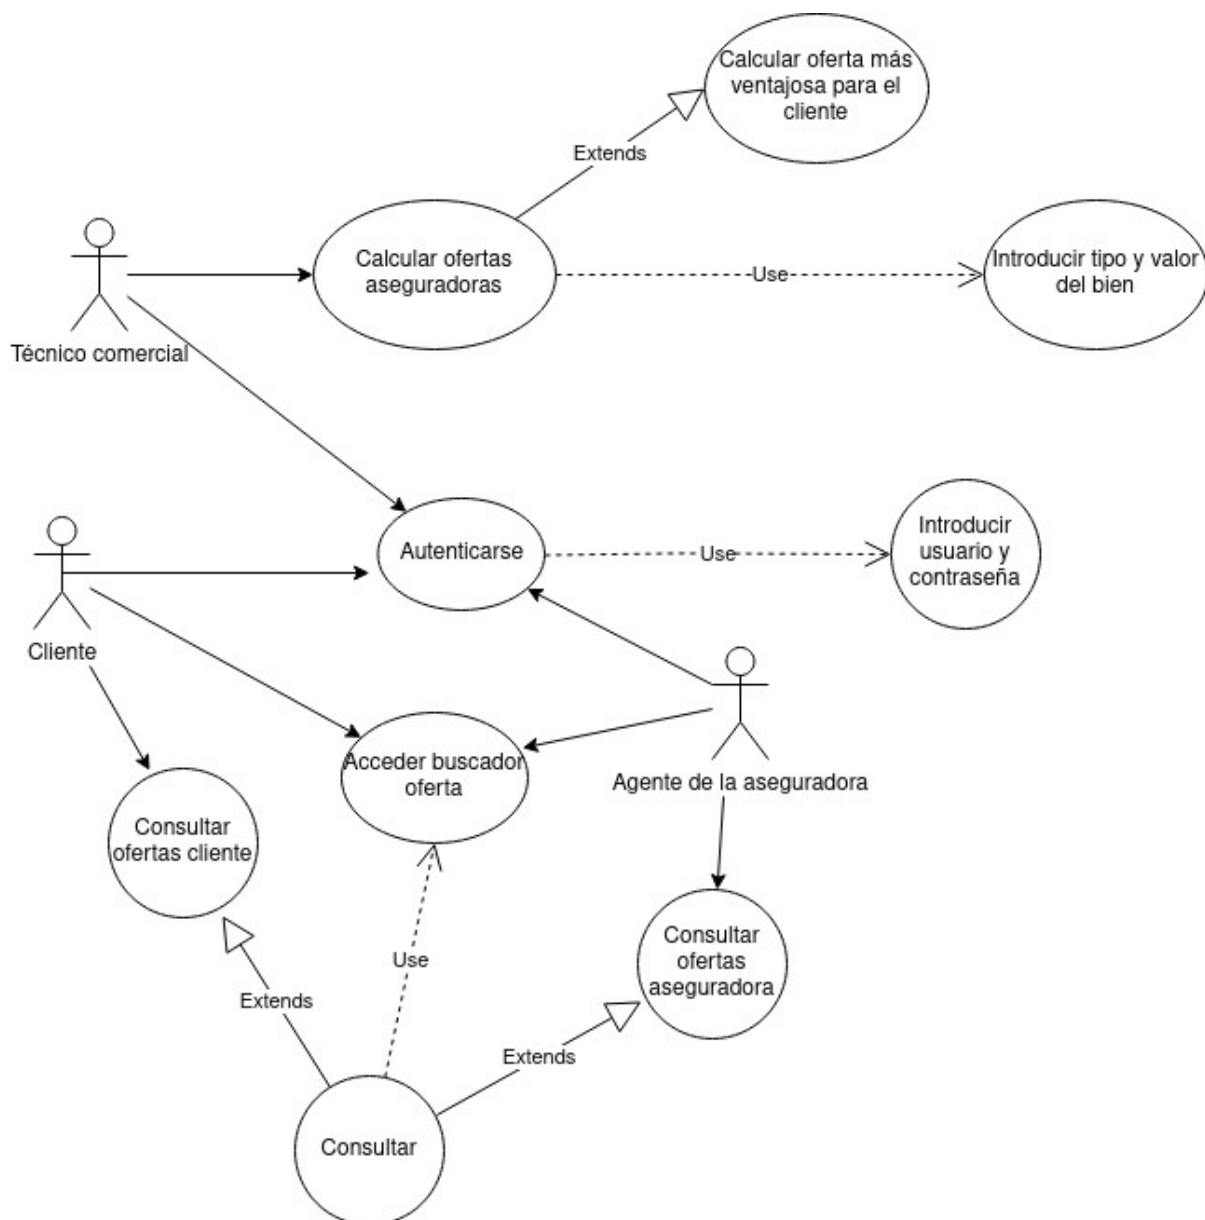 Calcular oferta más
ventajosa para el
cliente
Extends
Calcular ofertas
aseguradoras
Use
Introducir tipo y valor
del bien
Técnico comercial
Autenticarse
Use
Introducir
usuario y
contraseña
Cliente
Acceder buscador
oferta
Agente de la aseguradora
Consultar
ofertas cliente
Consultar
ofertas
aseguradora
Use
Extends
Extends
Consultar